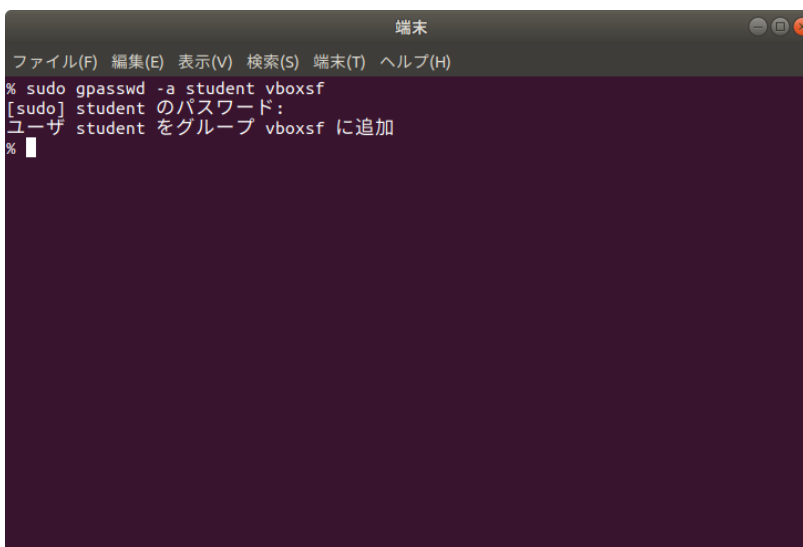 端末
ファイル(F) 編集(E) 表示(V) 検索(S) 端末(T) ヘルプ(H)
% sudo gpasswd -a student vboxsf
[sudo] student のパスワード:
ユーザ student をグループ vboxsf に追加
%